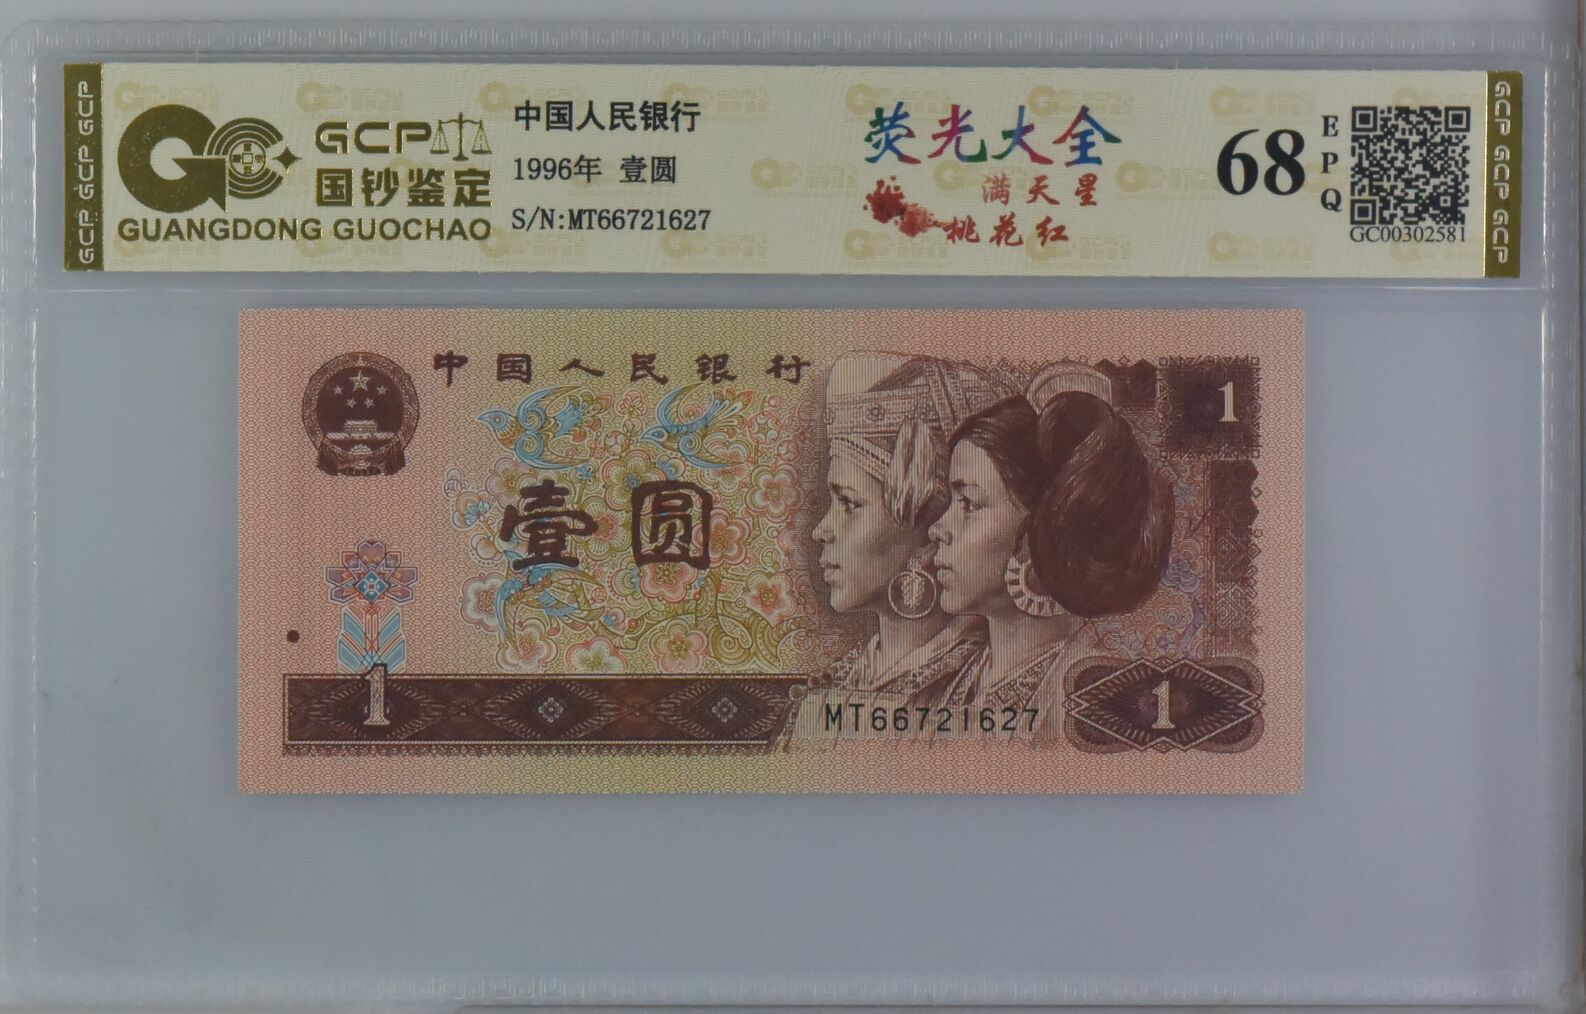 GCP GCP GCP
GCP
国钞鉴定
GUANGDONG GUOCHAO
中国人民银行
1996年 壹圆
S/N:MT66721627
荧光大全
满天星
桃花红
68
EPQ
GC00302581
GCP GCP GCP
中国人民银行
1
壹圆
1
MT66721627
1